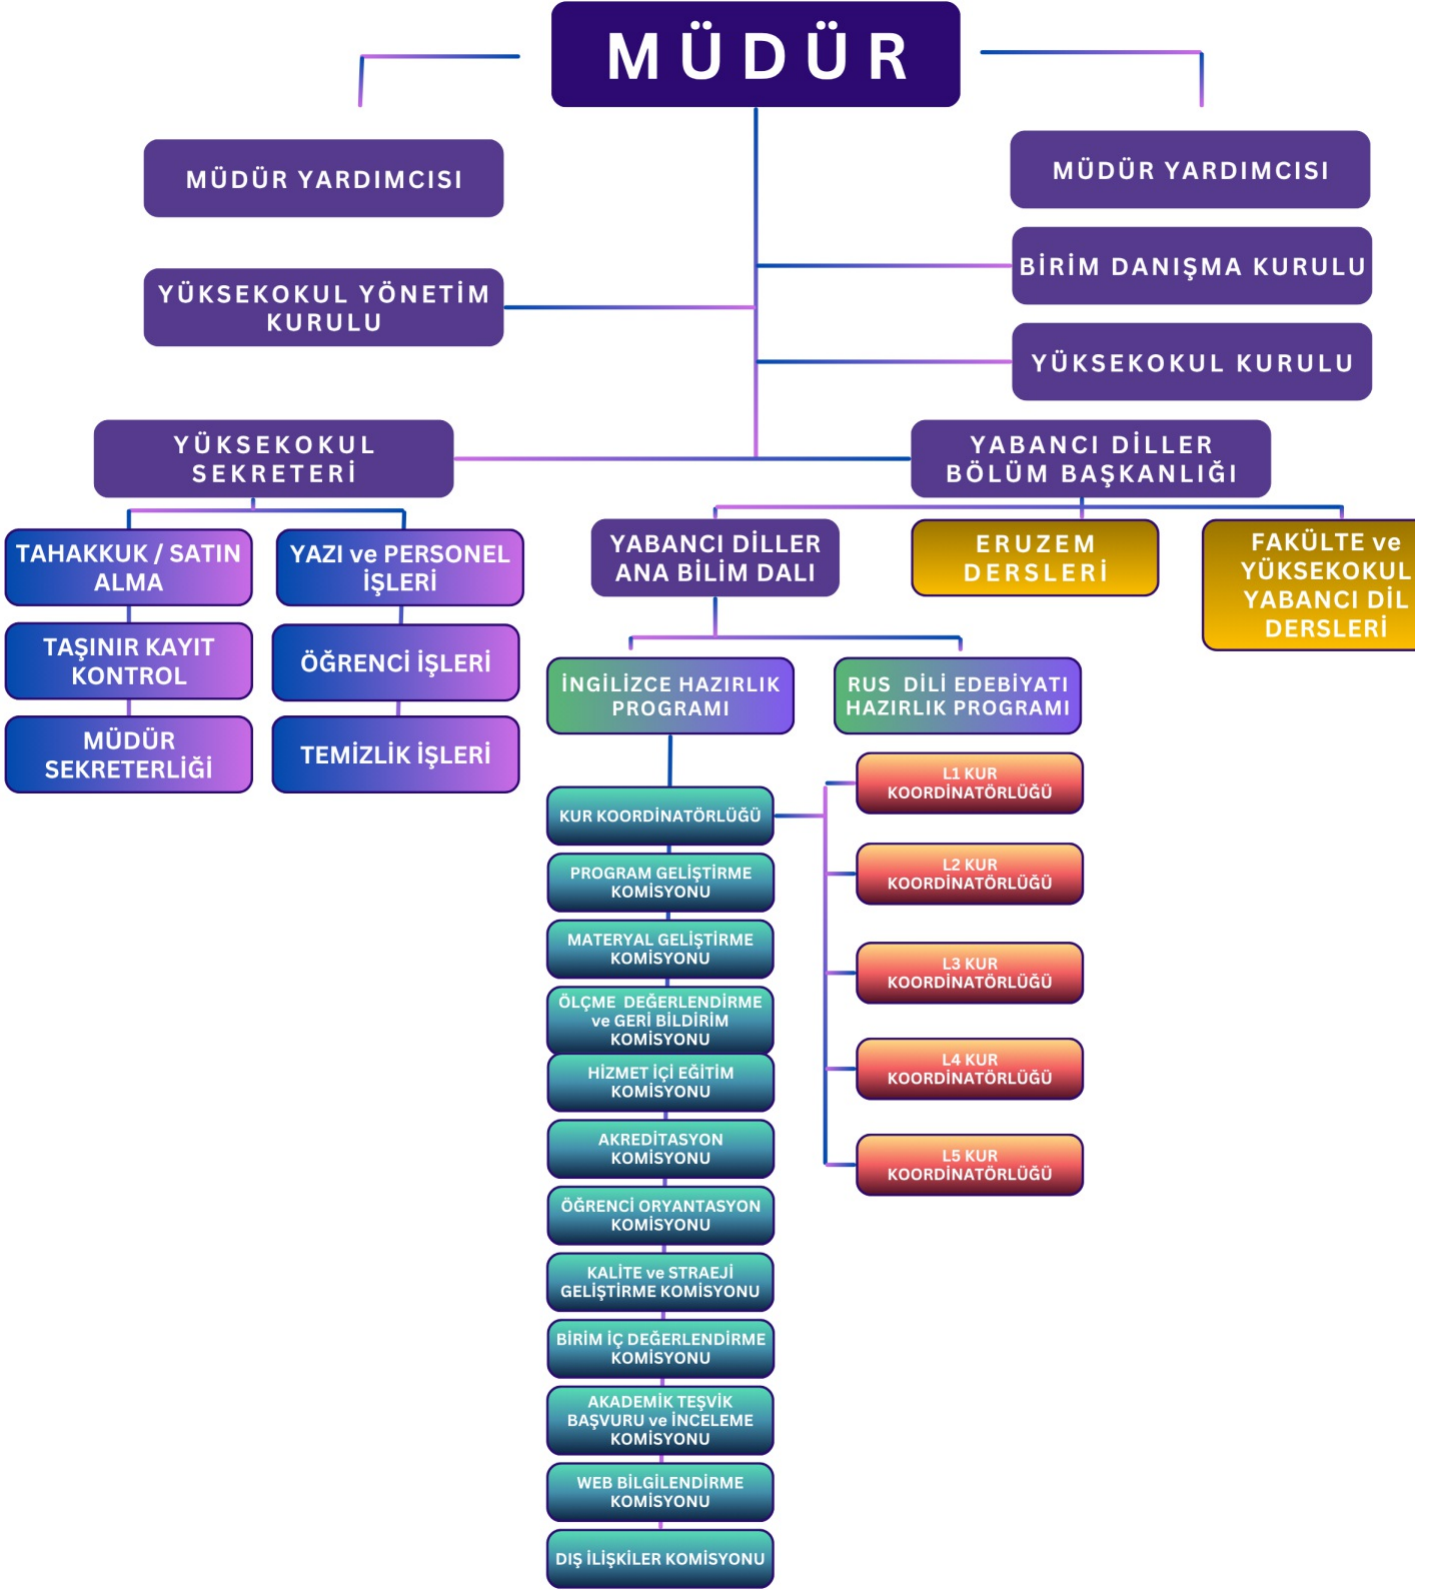 MÜDÜR
MÜDÜR YARDIMCISI
MÜDÜR YARDIMCISI
BİRİM DANIŞMA KURULU
YÜKSEKOKUL YÖNETİM
KURULU
YÜKSEKOKUL KURULU
YÜKSEKOKUL
SEKRETERİ
YABANCI DİLLER
BÖLÜM BAŞKANLIĞI
TAHAKKUK / SATIN
ALMA
YAZI ve PERSONEL
İŞLERİ
TAŞINIR KAYIT
KONTROL
ÖĞRENCİ İŞLERİ
MÜDÜR
SEKRETERLİĞİ
TEMİZLİK İŞLERİ
YABANCI DİLLER
ANA BİLİM DALI
ERUZEM
DERSLERİ
FAKÜLTE ve
YÜKSEKOKUL
YABANCI DİL
DERSLERİ
İNGİLİZCE HAZIRLIK
PROGRAMI
RUS DİLİ EDEBİYATI
HAZIRLIK PROGRAMI
KUR KOORDİNATÖRLÜĞÜ
PROGRAM GELİŞTİRME
KOMİSYONU
MATERYAL GELİŞTİRME
KOMİSYONU
ÖLÇME DEĞERLENDİRME
ve GERİ BİLDİRİM
KOMİSYONU
HİZMET İÇİ EĞİTİM
KOMİSYONU
AKREDİTASYON
KOMİSYONU
ÖĞRENCİ ORYANTASYON
KOMİSYONU
KALİTE ve STRAEJİ
GELİŞTİRME KOMİSYONU
BİRİM İÇ DEĞERLENDİRME
KOMİSYONU
AKADEMİK TEŞVİK
BAŞVURU ve İNCELEME
KOMİSYONU
WEB BİLGİLENDİRME
KOMİSYONU
DIŞ İLİŞKİLER KOMİSYONU
L1 KUR
KOORDİNATÖRLÜĞÜ
L2 KUR
KOORDİNATÖRLÜĞÜ
L3 KUR
KOORDİNATÖRLÜĞÜ
L4 KUR
KOORDİNATÖRLÜĞÜ
L5 KUR
KOORDİNATÖRLÜĞÜ